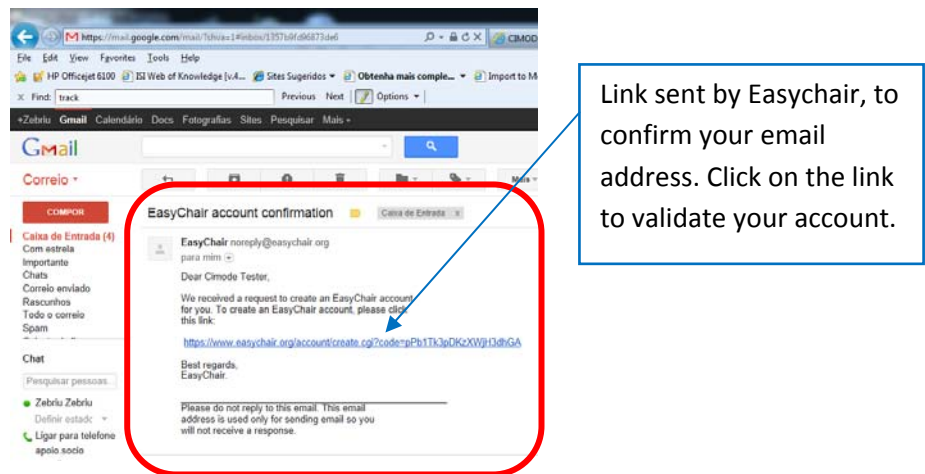 https://mail.google.com/mail/?shva=1#inbox/1357b9fd96873de6
CIMOD
File Edit View Favorites Tools Help
HP Officejet 6100 ISI Web of Knowledge [v.4... Sites Sugeridos Obtenha mais comple... Import to M
x Find: track Previous Next Options
+Zebriu Gmail Calendário Docs Fotografias Sites Pesquisar Mais
Gmail
Correio Mais
COMPOR
EasyChair account confirmation Caixa de Entrada x
Caixa de Entrada (4)
Com estrela
Importante
Chats
Correio enviado
Rascunhos
Todo o correio
Spam
Chat
Pesquisar pessoas...
Zebriu Zebriu
Definir estado
Ligar para telefone
apoio.socio
EasyChair noreply@easychair.org
para mim
Dear Cimode Tester,
We received a request to create an EasyChair account
for you. To create an EasyChair account, please click
this link:
https://www.easychair.org/account/create.cgi?code=pPb1Tk3pDKzXWjH3dhGA
Best regards,
EasyChair.
Please do not reply to this email. This email
address is used only for sending email so you
will not receive a response.
Link sent by Easychair, to
confirm your email
address. Click on the link
to validate your account.